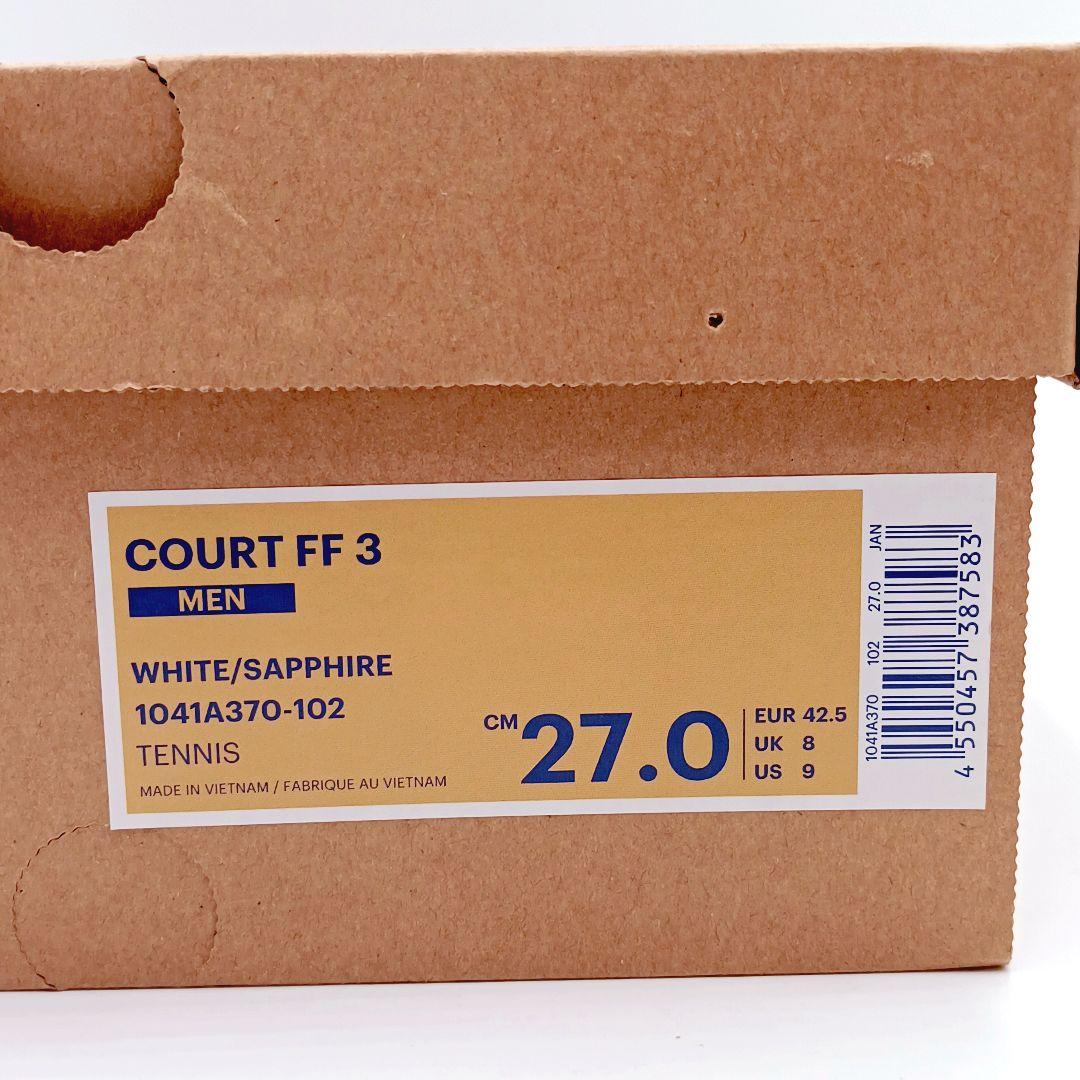 COURT FF 3
MEN
WHITE/SAPPHIRE
1041A370-102
TENNIS
MADE IN VIETNAM / FABRIQUE AU VIETNAM
CM 27.0
EUR 42.5
UK 8
US 9
1041A370 102 27.0 JAN
4 550457 387583